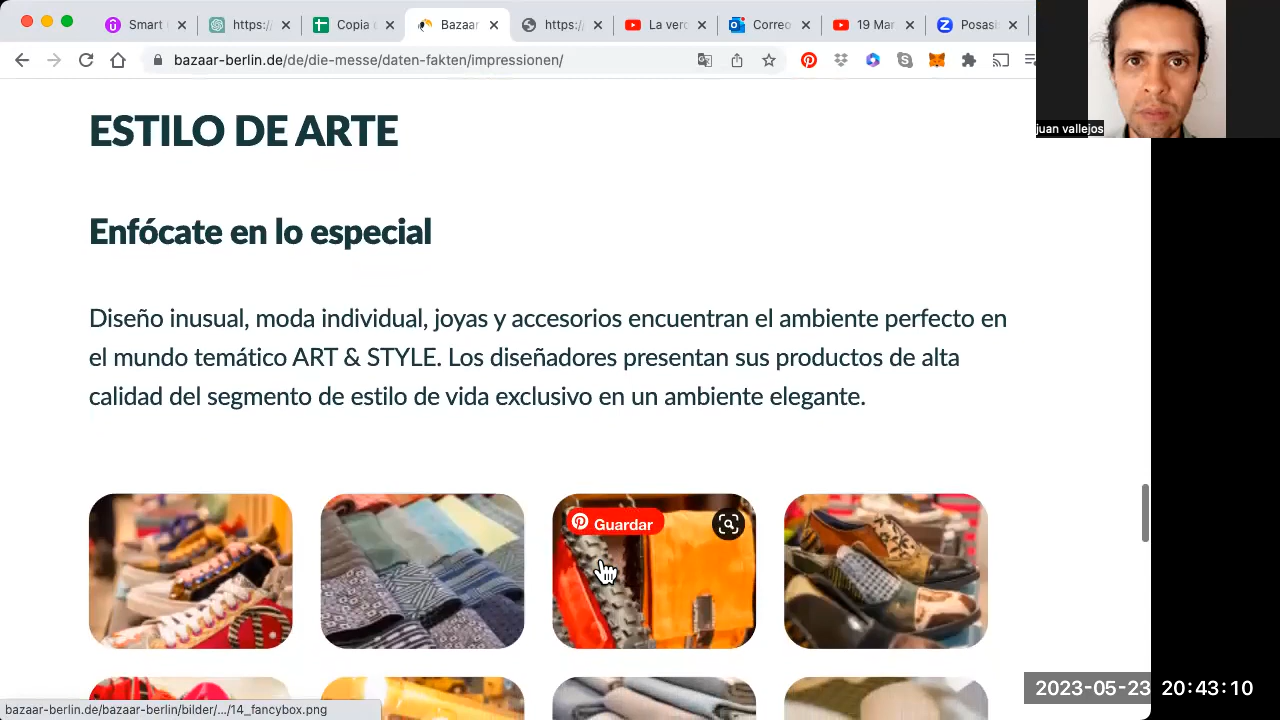 Smart
https:/
Copia
Bazaar
https:/
La verd
Correo
19 Mar
Posas
bazaar-berlin.de/de/die-messe/daten-fakten/impressionen/
juan vallejos
ESTILO DE ARTE
Enfócate en lo especial
Diseño inusual, moda individual, joyas y accesorios encuentran el ambiente perfecto en
el mundo temático ART & STYLE. Los diseñadores presentan sus productos de alta
calidad del segmento de estilo de vida exclusivo en un ambiente elegante.
Guardar
bazaar-berlin.de/bazaar-berlin/bilder/.../14_fancybox.png
2023-05-23 20:43:10